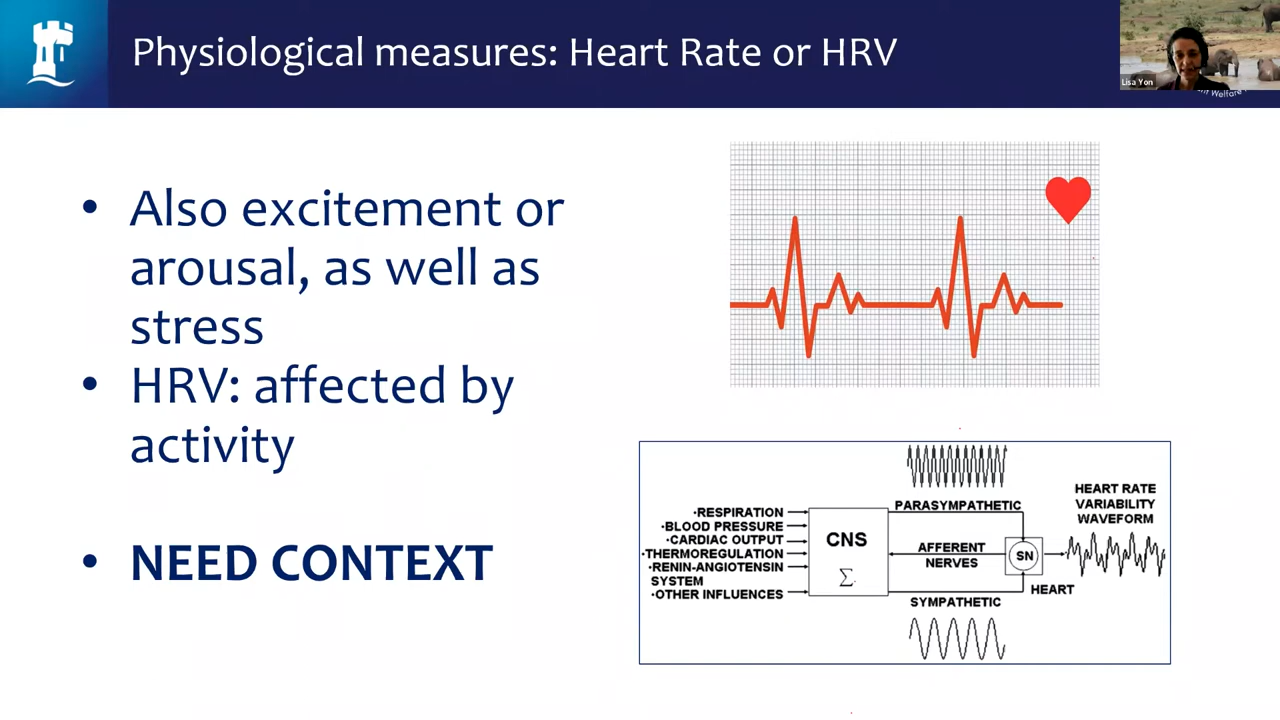 Physiological measures: Heart Rate or HRV
Lisa Yon
Welfare
• Also excitement or
arousal, as well as
stress
• HRV: affected by
activity
• NEED CONTEXT
PARASYMPATHETIC
HEART RATE
VARIABILITY
WAVEFORM
·RESPIRATION
·BLOOD PRESSURE
·CARDIAC OUTPUT
·THERMOREGULATION
·RENIN-ANGIOTENSIN
SYSTEM
·OTHER INFLUENCES
CNS
Σ
AFFERENT
NERVES
SN
HEART
SYMPATHETIC